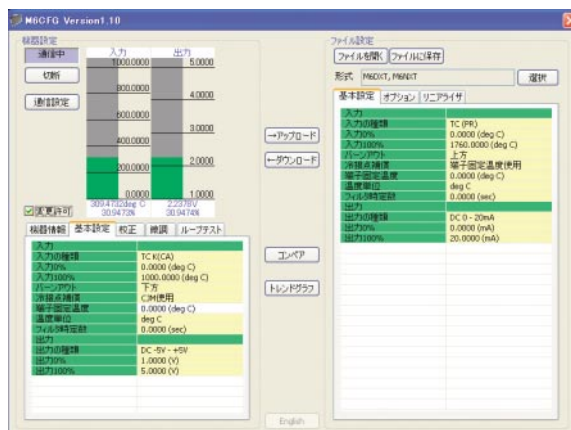 M6CFG Version1.10
機器設定
通信中
切断
通信設定
変更許可
入力
1000.0000
800.0000
600.0000
400.0000
200.0000
0.0000
309.4732deg C
30.9473%
出力
5.0000
4.0000
3.0000
2.0000
1.0000
2.2378V
30.9474%
機器情報 基本設定 校正 微調 ループテスト
入力
入力の種類 TC K(CA)
入力0% 0.0000 (deg C)
入力100% 1000.0000 (deg C)
バーンアウト 下方
冷接点補償 CJM使用
端子固定温度 0.0000 (deg C)
温度単位 deg C
フィルタ時定数 0.0000 (sec)
出力
出力の種類 DC -5V - +5V
出力0% 1.0000 (V)
出力100% 5.0000 (V)
→アップロード
←ダウンロード
コンペア
トレンドグラフ
English
ファイル設定
ファイルを開く ファイルに保存
形式 M6DXT, M6NXT 選択
基本設定 オプション リニアライザ
入力
入力の種類 TC (PR)
入力0% 0.0000 (deg C)
入力100% 1760.0000 (deg C)
バーンアウト 上方
冷接点補償 端子固定温度使用
端子固定温度 0.0000 (deg C)
温度単位 deg C
フィルタ時定数 0.0000 (sec)
出力
出力の種類 DC 0 - 20mA
出力0% 0.0000 (mA)
出力100% 20.0000 (mA)